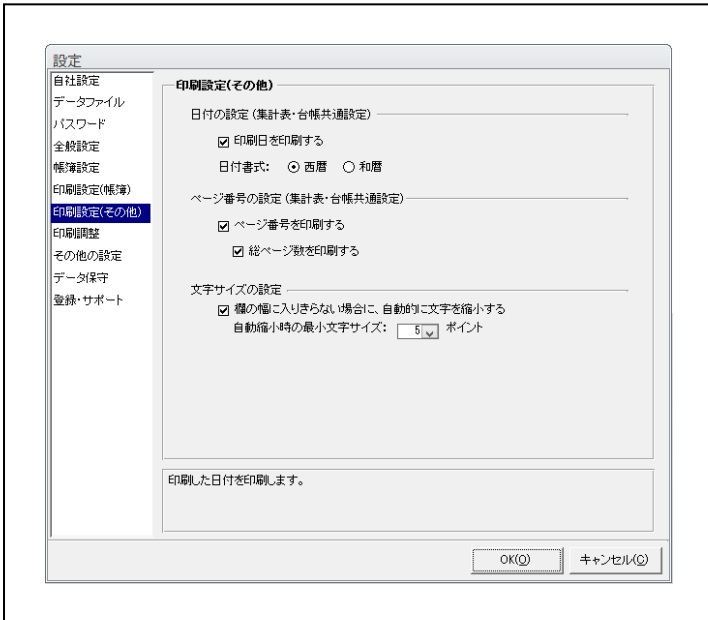 設定
自社設定
データファイル
パスワード
全般設定
帳簿設定
印刷設定(帳簿)
印刷設定(その他)
印刷調整
その他の設定
データ保守
登録・サポート
印刷設定(その他)
日付の設定(集計表・台帳共通設定)
印刷日を印刷する
日付書式： 西暦 和暦
ページ番号の設定(集計表・台帳共通設定)
ページ番号を印刷する
総ページ数を印刷する
文字サイズの設定
欄の幅に入りきらない場合に、自動的に文字を縮小する
自動縮小時の最小文字サイズ： 5 ポイント
印刷した日付を印刷します。
OK(O) キャンセル(C)